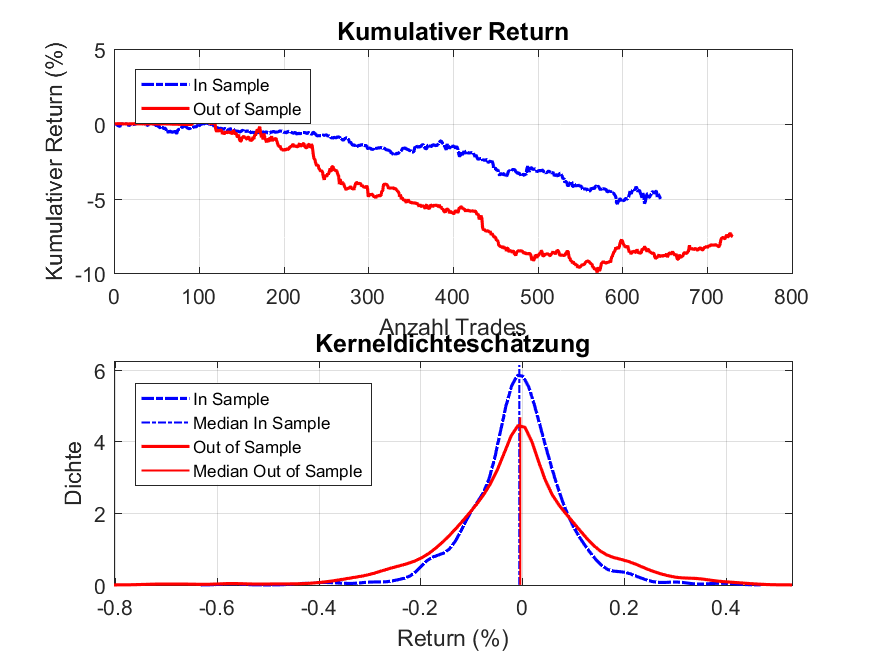 Kumulativer Return
Kumulativer Return (%)
5
0
-5
-10
In Sample
Out of Sample
0 100 200 300 400 500 600 700 800
Anzahl Trades
Kerneldichteschätzung
Dichte
6
4
2
0
In Sample
Median In Sample
Out of Sample
Median Out of Sample
-0.8 -0.6 -0.4 -0.2 0 0.2 0.4
Return (%)